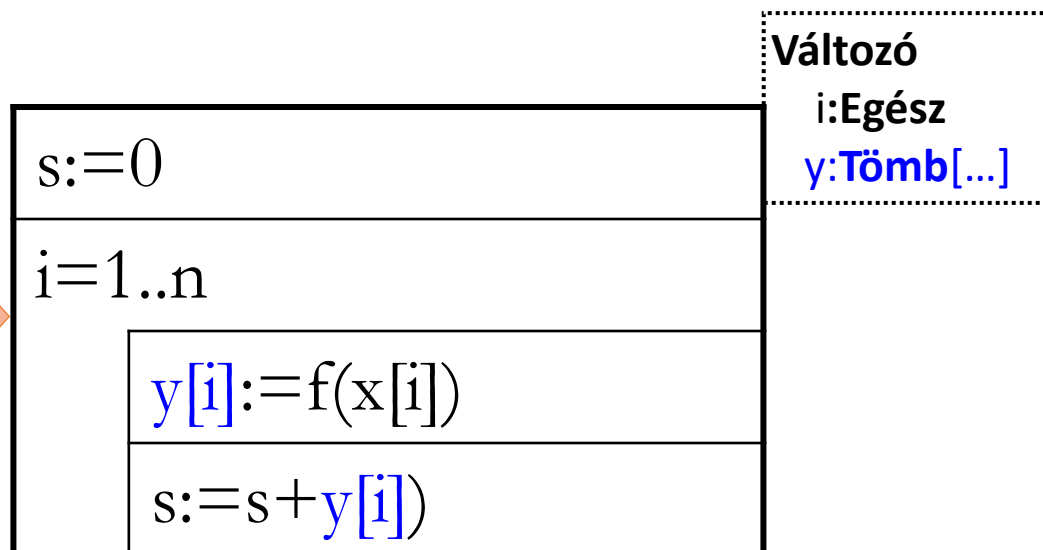 Változó
i:Egész
y:Tömb[...]
s:=0
i=1..n
y[i]:=f(x[i])
s:=s+y[i])